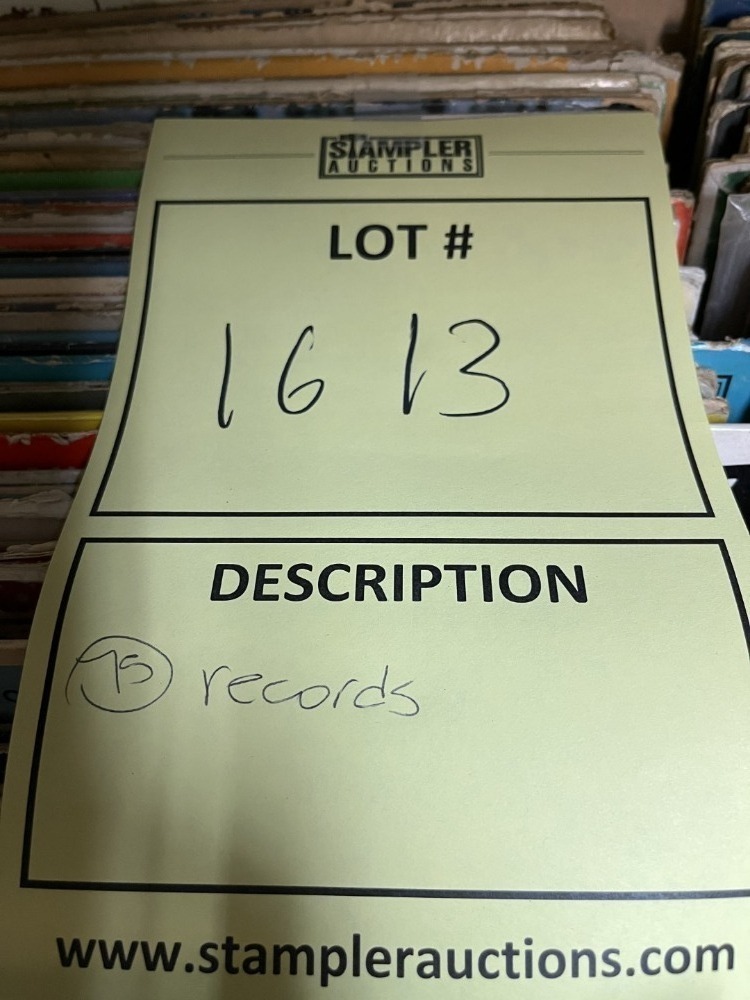 STAMPLER
AUCTIONS
LOT #
1613
DESCRIPTION
75 records
www.stamplerauctions.com